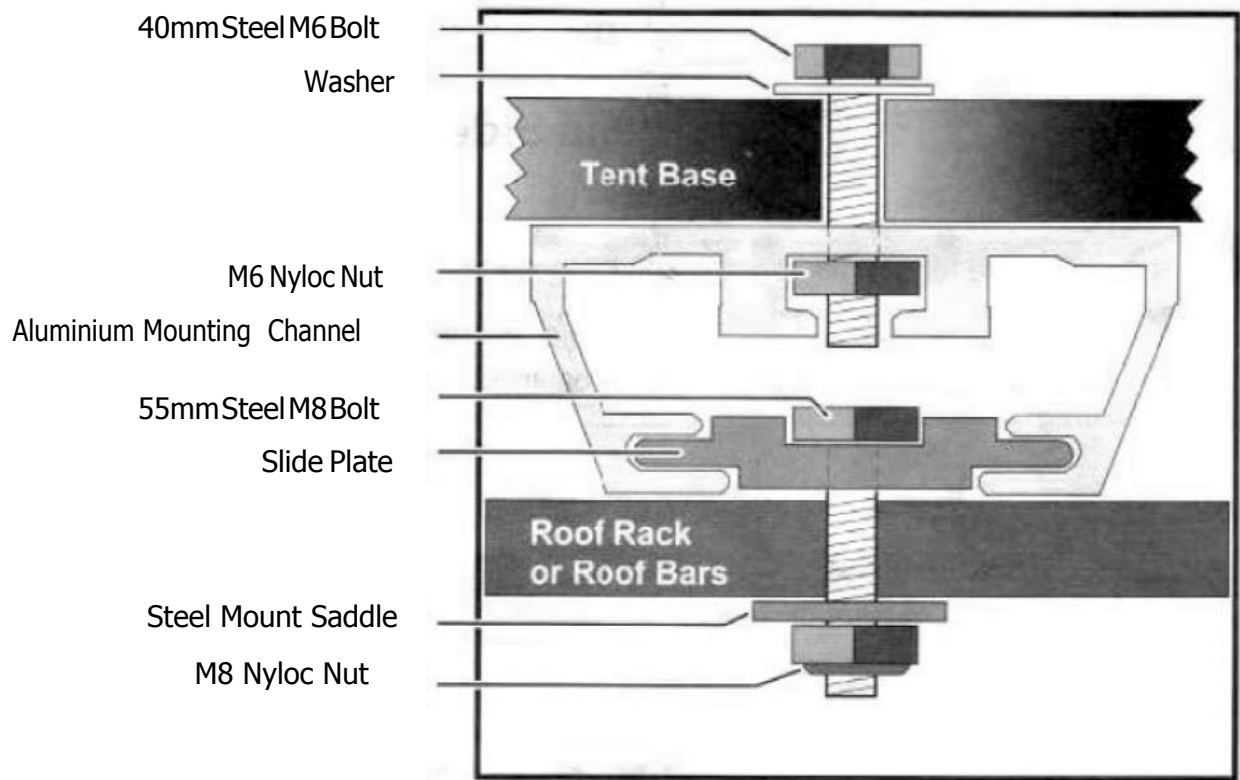 40mm Steel M6 Bolt
Washer
Tent Base
M6 Nyloc Nut
Aluminium Mounting Channel
55mm Steel M8 Bolt
Slide Plate
Roof Rack
or Roof Bars
Steel Mount Saddle
M8 Nyloc Nut